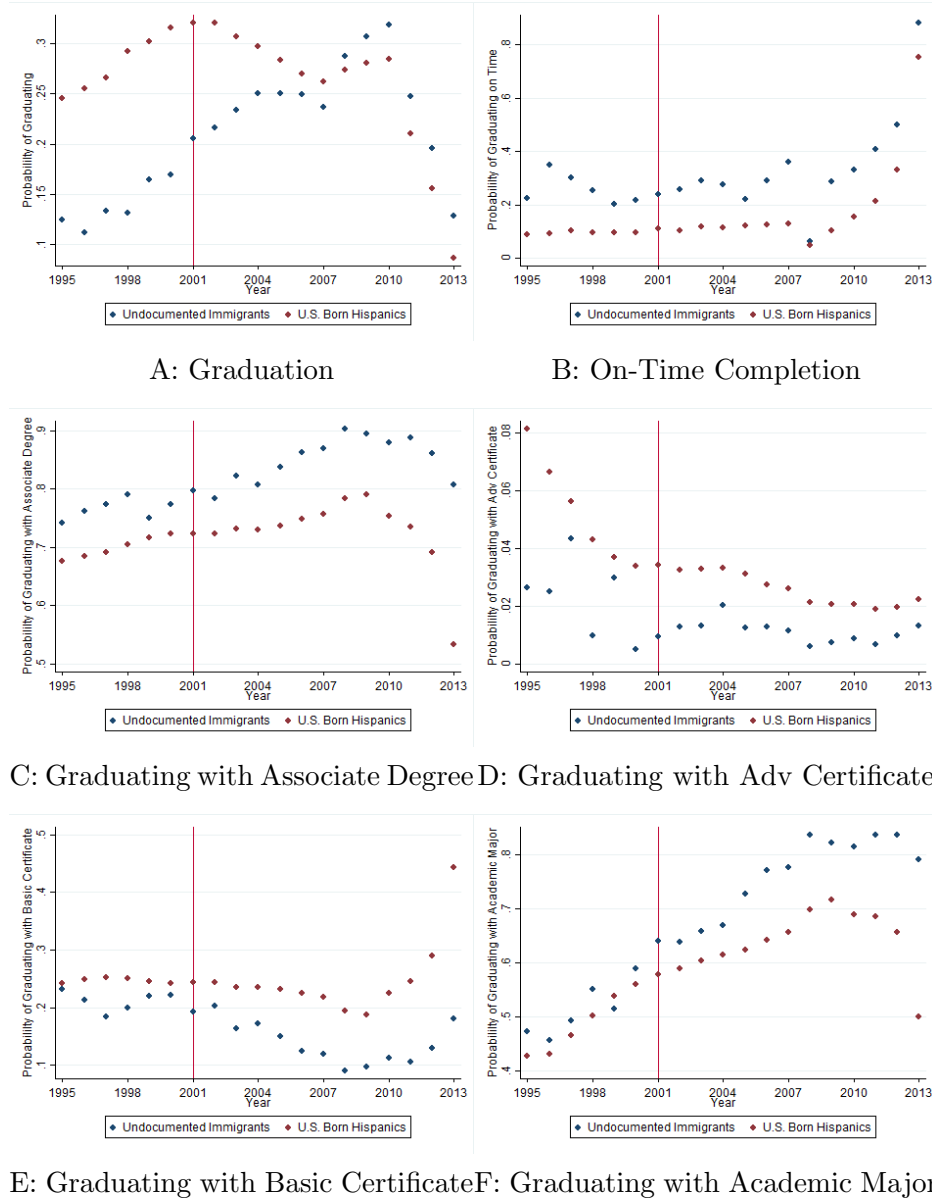 Probability of Graduating
.3
.25
.2
.15
.1
1995 1998 2001 2004 2007 2010 2013
Year
Undocumented Immigrants U.S. Born Hispanics
A: Graduation
Probability of Graduating on Time
.8
.6
.4
.2
0
1995 1998 2001 2004 2007 2010 2013
Year
Undocumented Immigrants U.S. Born Hispanics
B: On-Time Completion
Probability of Graduating with Associate Degree
.9
.8
.7
.6
.5
1995 1998 2001 2004 2007 2010 2013
Year
Undocumented Immigrants U.S. Born Hispanics
C: Graduating with Associate Degree
Probability of Graduating with Adv Certificate
.08
.06
.04
.02
0
1995 1998 2001 2004 2007 2010 2013
Year
Undocumented Immigrants U.S. Born Hispanics
D: Graduating with Adv Certificate
Probability of Graduating with Basic Certificate
.5
.4
.3
.2
.1
1995 1998 2001 2004 2007 2010 2013
Year
Undocumented Immigrants U.S. Born Hispanics
E: Graduating with Basic Certificate
Probability of Graduating with Academic Major
.8
.7
.6
.5
.4
1995 1998 2001 2004 2007 2010 2013
Year
Undocumented Immigrants U.S. Born Hispanics
F: Graduating with Academic Major